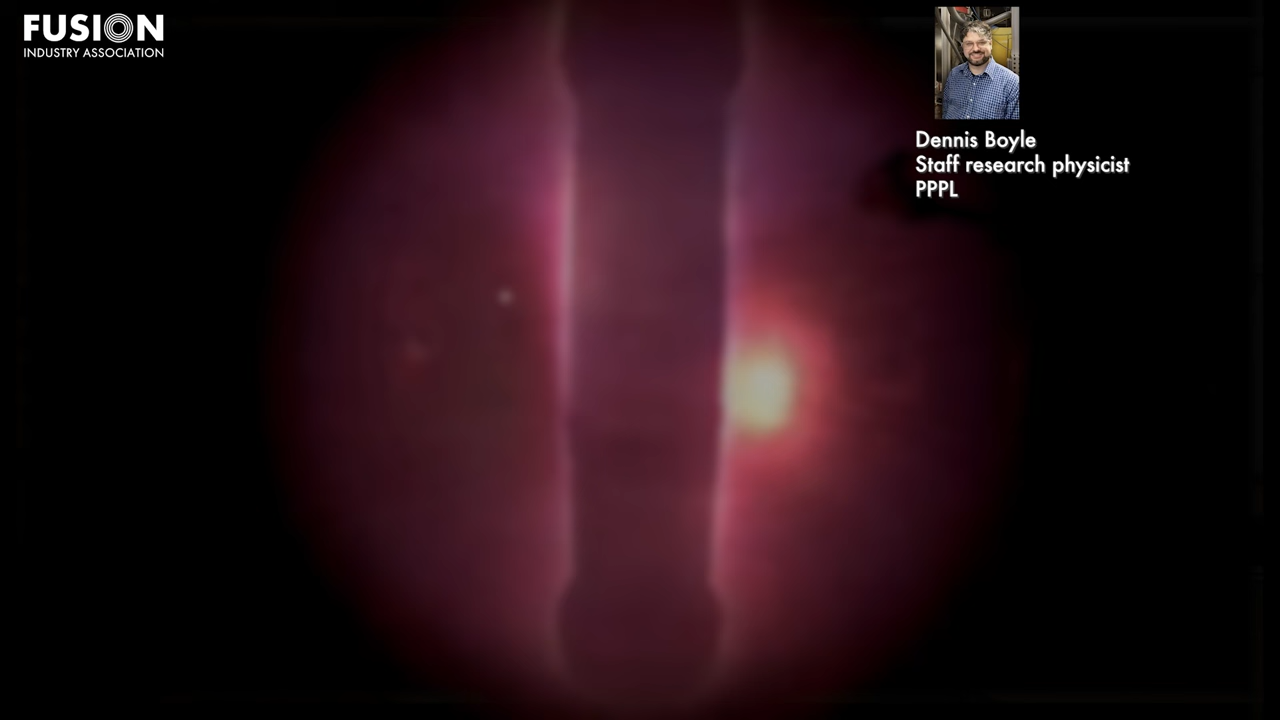 FUSION
INDUSTRY ASSOCIATION
Dennis Boyle
Staff research physicist
PPPL